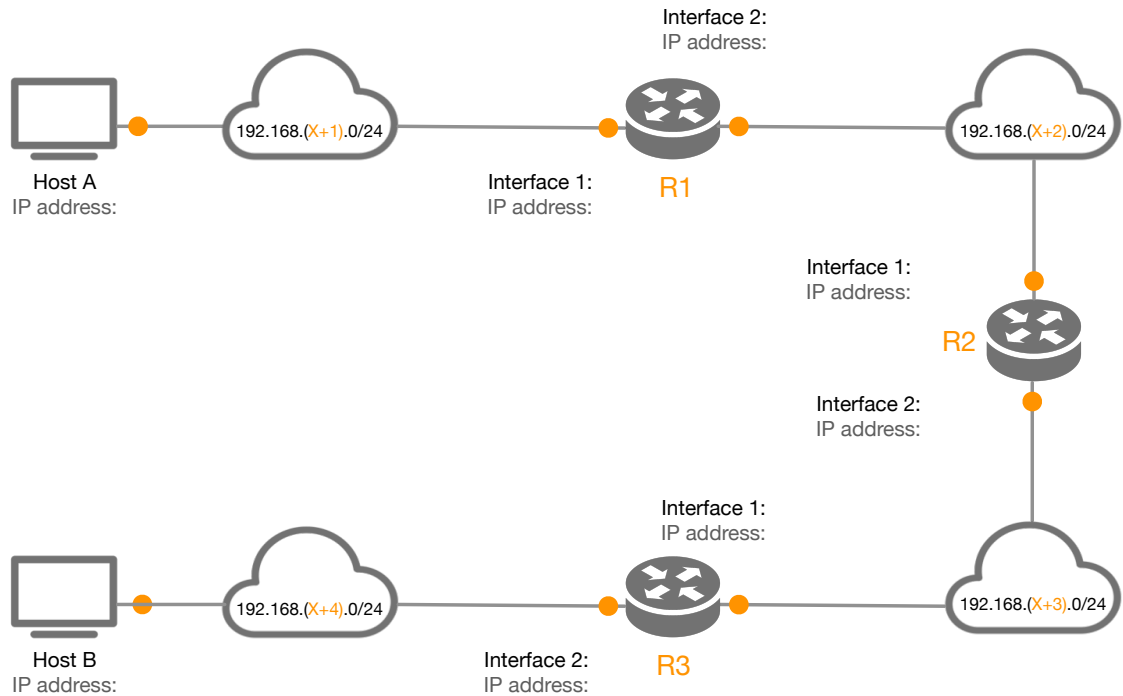 Interface 2:
IP address:
192.168.(X+1).0/24
192.168.(X+2).0/24
Host A
IP address:
Interface 1:
IP address:
R1
Interface 1:
IP address:
R2
Interface 2:
IP address:
Interface 1:
IP address:
192.168.(X+4).0/24
192.168.(X+3).0/24
Host B
IP address:
Interface 2:
IP address:
R3